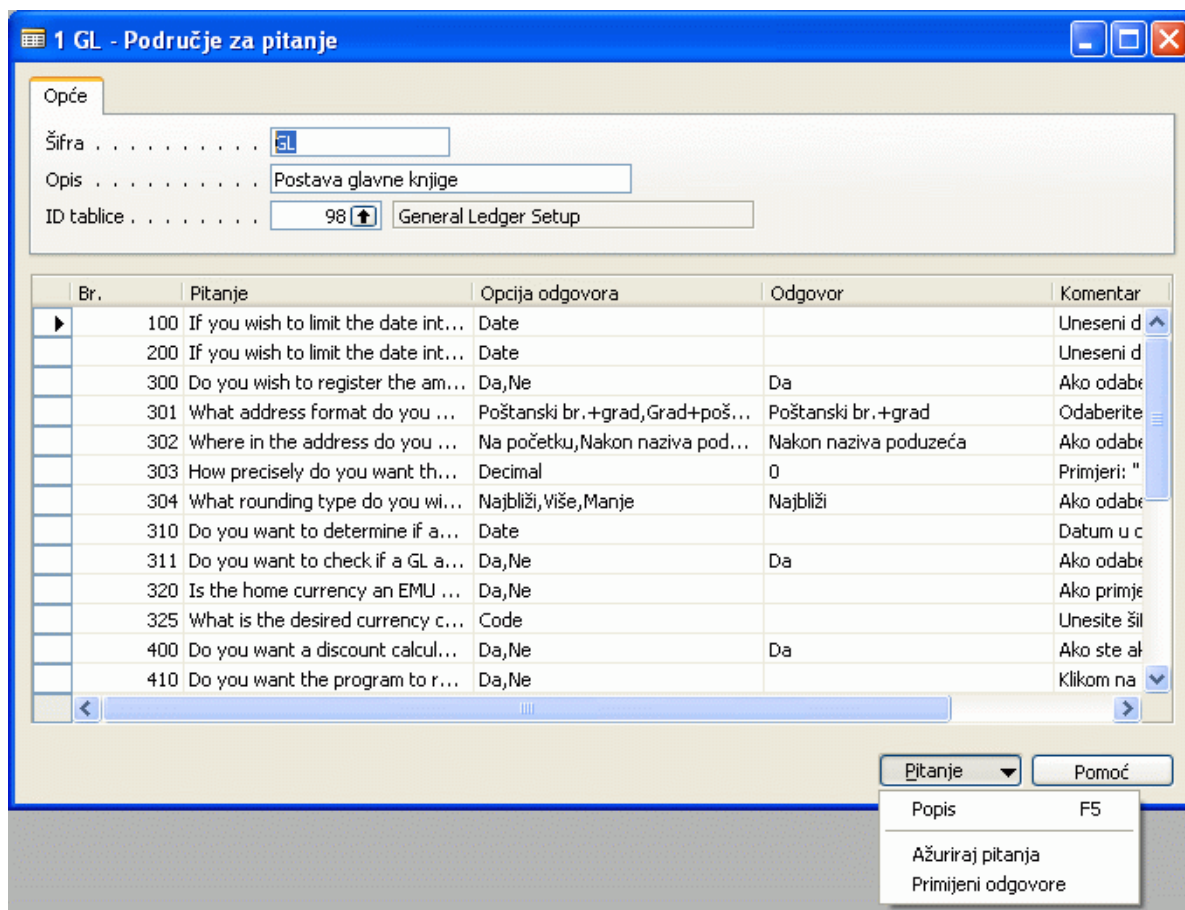 1 GL - Područje za pitanje
Opće
Šifra . . . . . . . . . . GL
Opis . . . . . . . . . . Postava glavne knjige
ID tablice . . . . . . . . 98 General Ledger Setup
Br. Pitanje Opcija odgovora Odgovor Komentar
100 If you wish to limit the date int... Date Uneseni d
200 If you wish to limit the date int... Date Uneseni d
300 Do you wish to register the am... Da,Ne Da Ako odabe
301 What address format do you ... Poštanski br.+grad,Grad+poš... Poštanski br.+grad Odaberite
302 Where in the address do you ... Na početku,Nakon naziva pod... Nakon naziva poduzeća Ako odabe
303 How precisely do you want th... Decimal 0 Primjeri: "
304 What rounding type do you wi... Najbliži,Više,Manje Najbliži Ako odabe
310 Do you want to determine if a... Date Datum u o
311 Do you want to check if a GL a... Da,Ne Da Ako odabe
320 Is the home currency an EMU ... Da,Ne Ako primje
325 What is the desired currency c... Code Unesite šif
400 Do you want a discount calcul... Da,Ne Da Ako ste ak
410 Do you want the program to r... Da,Ne Klikom na
Pitanje Pomoć
Popis F5
Ažuriraj pitanja
Primijeni odgovore